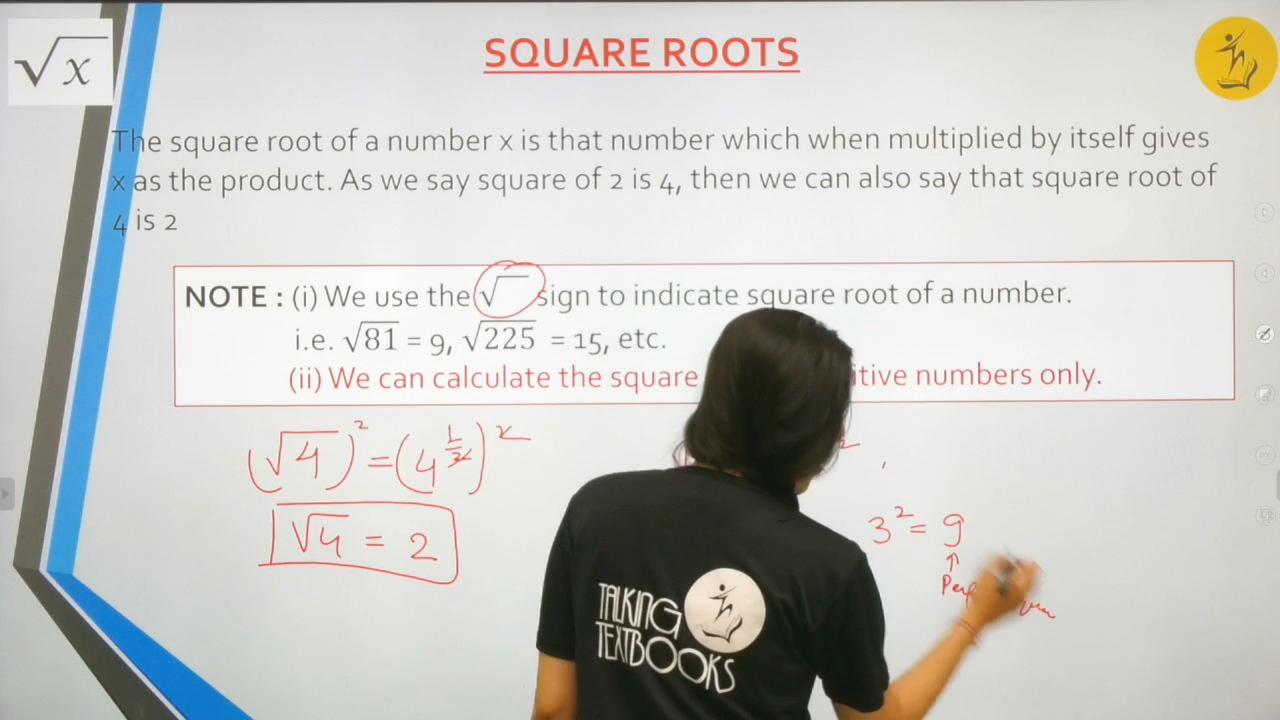 √x
SQUARE ROOTS
The square root of a number x is that number which when multiplied by itself gives
x as the product. As we say square of 2 is 4, then we can also say that square root of
4 is 2
NOTE : (i) We use the √ sign to indicate square root of a number.
i.e. √81 = 9, √225 = 15, etc.
(ii) We can calculate the square itive numbers only.
(√4)² = (4^1/2)^2
√4 = 2
3² = 9
↑
TALKING
TEXTBOOKS